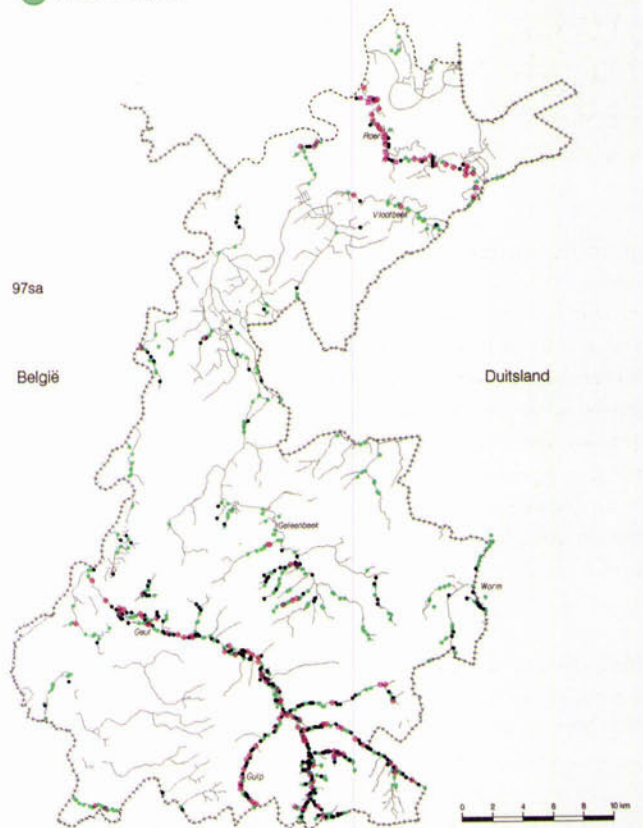 Roer
Vlootbeek
97sa
België
Duitsland
Geleenbeek
Worm
Geul
Gulp
0 2 4 6 8 10 km